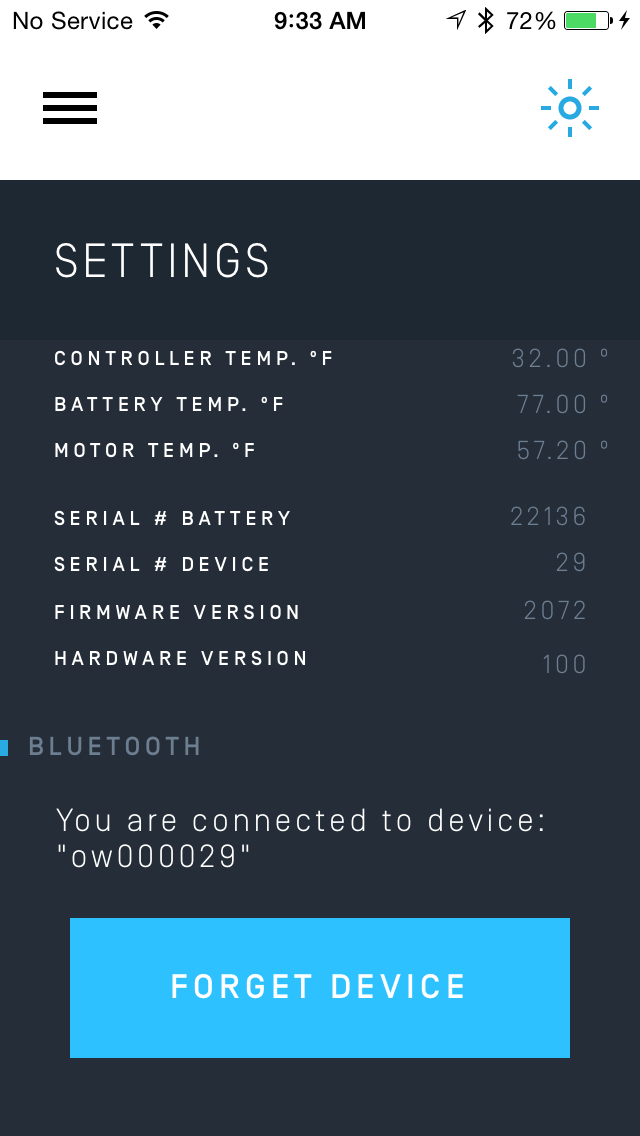 No Service 9:33 AM 72%
SETTINGS
CONTROLLER TEMP. °F 32.00 °
BATTERY TEMP. °F 77.00 °
MOTOR TEMP. °F 57.20 °
SERIAL # BATTERY 22136
SERIAL # DEVICE 29
FIRMWARE VERSION 2072
HARDWARE VERSION 100
BLUETOOTH
You are connected to device:
"ow000029"
FORGET DEVICE